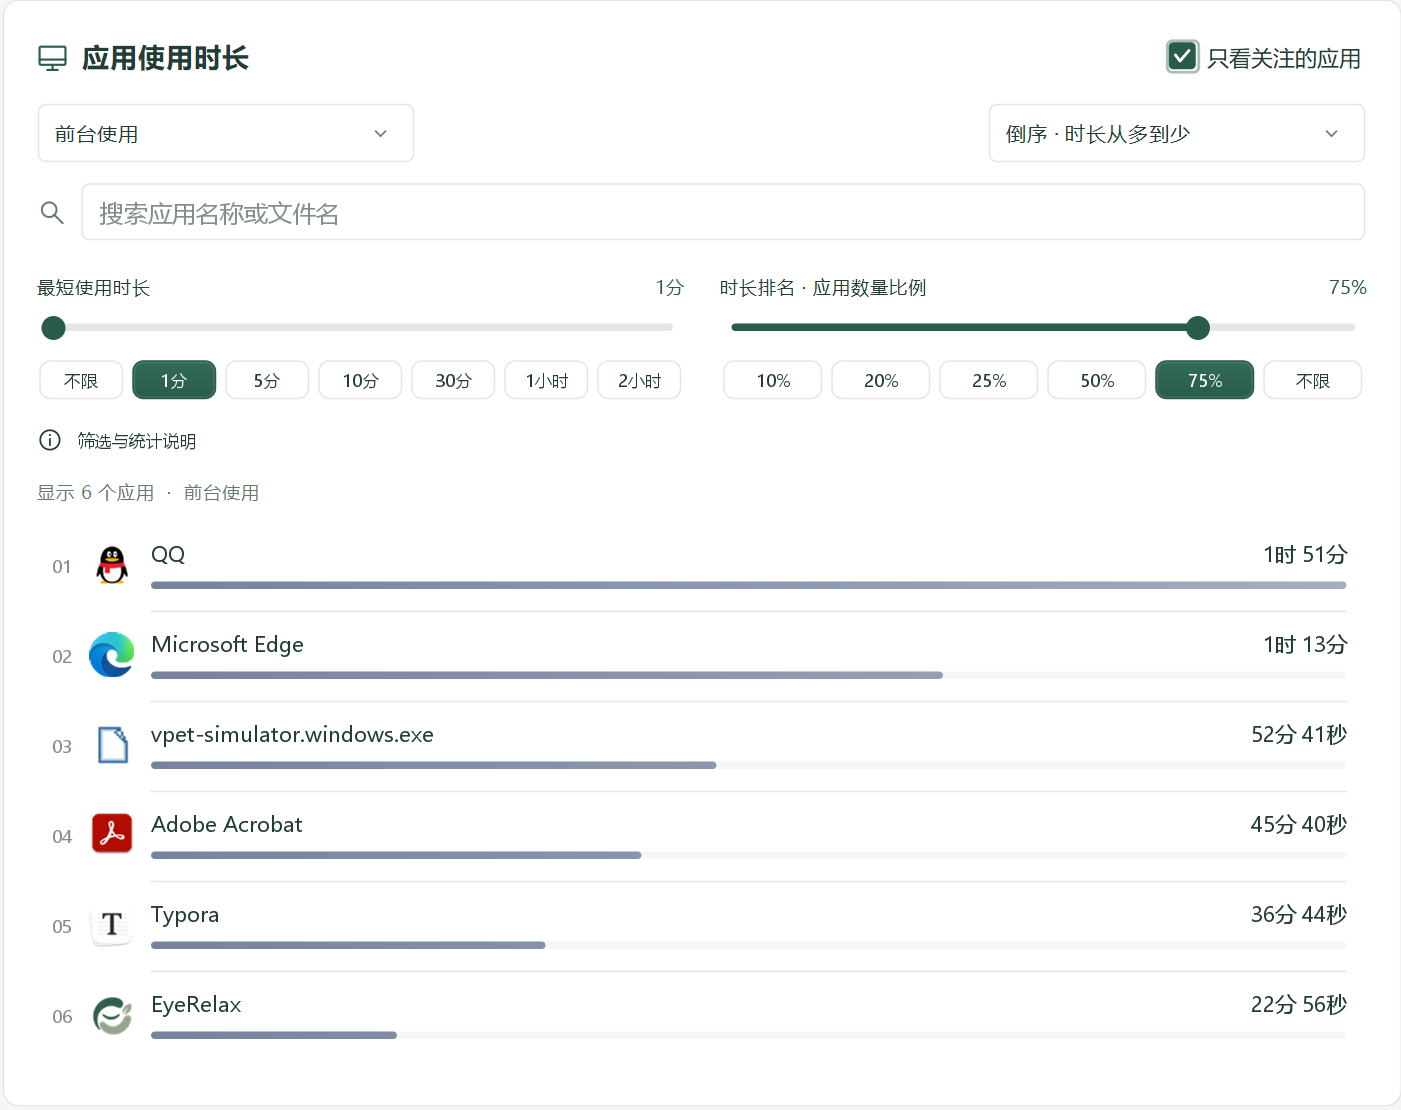 应用使用时长
只看关注的应用
前台使用
倒序 · 时长从多到少
搜索应用名称或文件名
最短使用时长
1分
时长排名 · 应用数量比例
75%
不限
1分
5分
10分
30分
1小时
2小时
10%
20%
25%
50%
75%
不限
筛选与统计说明
显示 6 个应用 · 前台使用
01
QQ
1时 51分
02
Microsoft Edge
1时 13分
03
vpet-simulator.windows.exe
52分 41秒
04
Adobe Acrobat
45分 40秒
05
T
Typora
36分 44秒
06
EyeRelax
22分 56秒